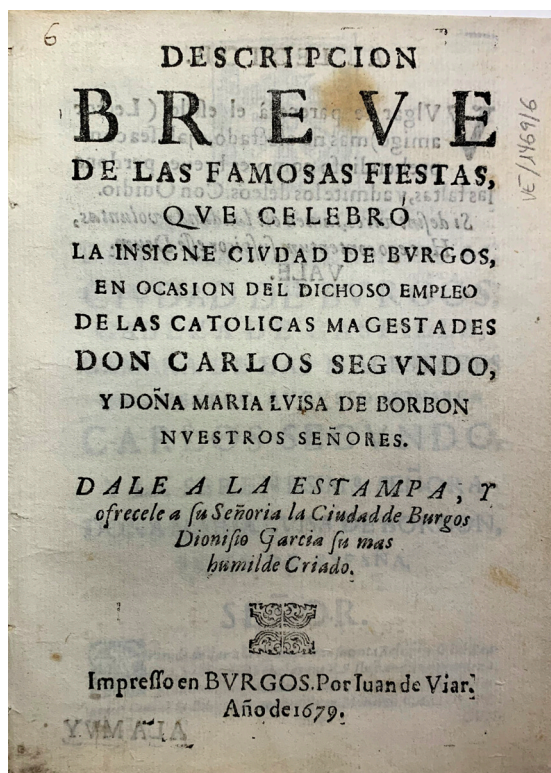 6
DESCRIPCION
BREVE
DE LAS FAMOSAS FIESTAS,
QVE CELEBRÓ
LA INSIGNE CIVDAD DE BVRGOS,
EN OCASION DEL DICHOSO EMPLEO
DE LAS CATOLICAS MAGESTADES
DON CARLOS SEGVNDO,
Y DOÑA MARIA LVISA DE BORBON
NVESTROS SEÑORES.
DALE A LA ESTAMPA, Y
ofrecele a ſu Señoria la Ciudad de Burgos
Dioniſio Garcia ſu mas
humilde Criado.
Impreſſo en BVRGOS. Por Iuan de Viar.
Año de 1679.
VE/1469/6